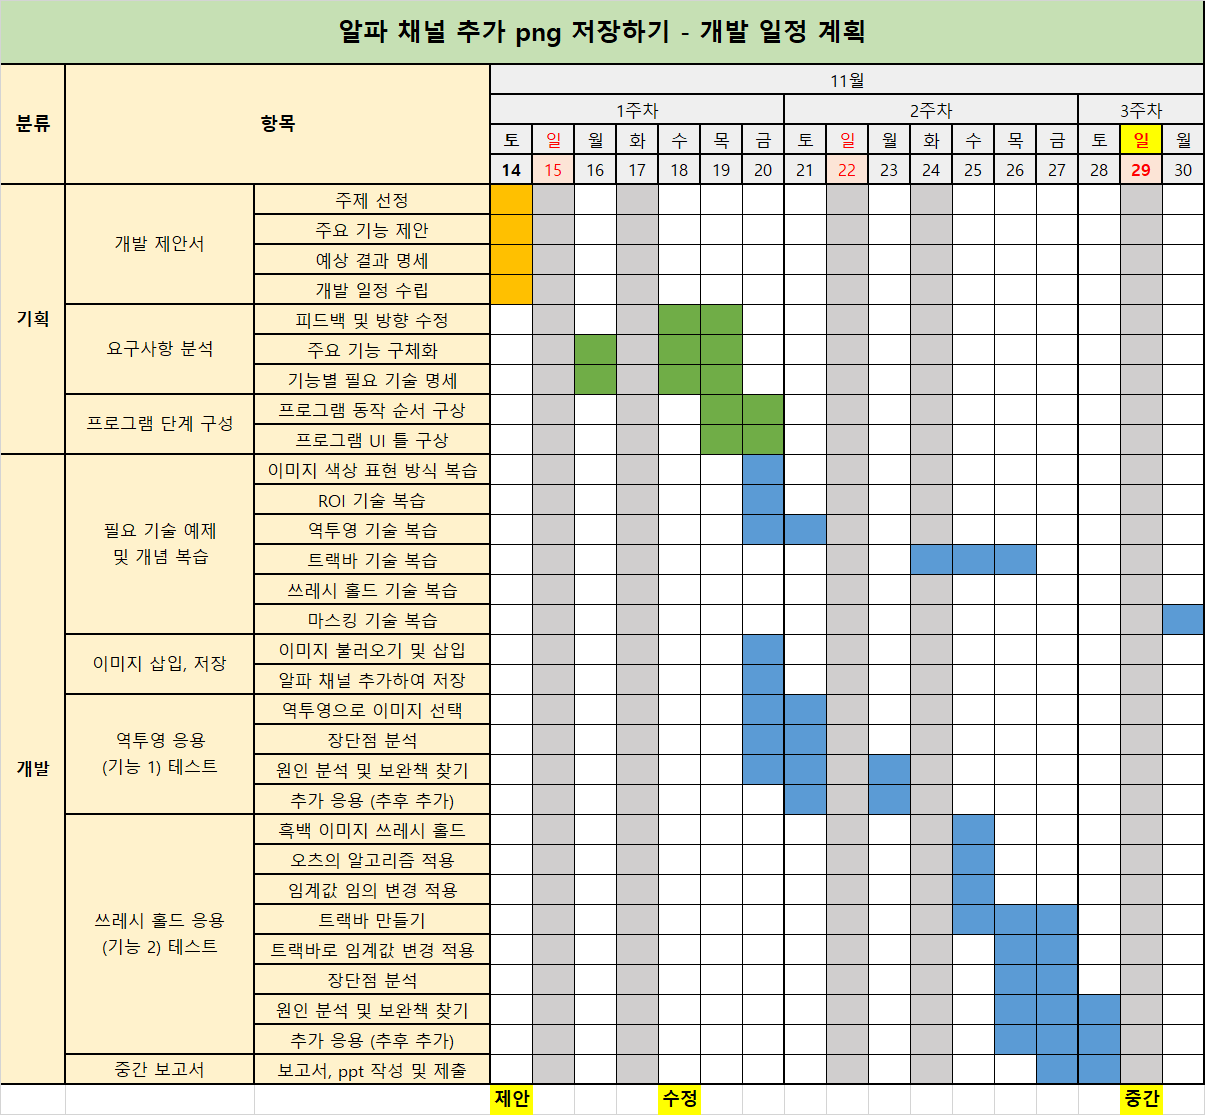 알파 채널 추가 png 저장하기 - 개발 일정 계획
분류 항목 11월
1주차 2주차 3주차
토 일 월 화 수 목 금 토 일 월 화 수 목 금 토 일 월
14 15 16 17 18 19 20 21 22 23 24 25 26 27 28 29 30
기획
개발 제안서
주제 선정
주요 기능 제안
예상 결과 명세
개발 일정 수립
요구사항 분석
피드백 및 방향 수정
주요 기능 구체화
기능별 필요 기술 명세
프로그램 단계 구성
프로그램 동작 순서 구상
프로그램 UI 틀 구상
개발
필요 기술 예제
및 개념 복습
이미지 색상 표현 방식 복습
ROI 기술 복습
역투영 기술 복습
트랙바 기술 복습
쓰레시 홀드 기술 복습
마스킹 기술 복습
이미지 삽입, 저장
이미지 불러오기 및 삽입
알파 채널 추가하여 저장
역투영 응용
(기능 1) 테스트
역투영으로 이미지 선택
장단점 분석
원인 분석 및 보완책 찾기
추가 응용 (추후 추가)
쓰레시 홀드 응용
(기능 2) 테스트
흑백 이미지 쓰레시 홀드
오츠의 알고리즘 적용
임계값 임의 변경 적용
트랙바 만들기
트랙바로 임계값 변경 적용
장단점 분석
원인 분석 및 보완책 찾기
추가 응용 (추후 추가)
중간 보고서
보고서, ppt 작성 및 제출
제안 수정 중간